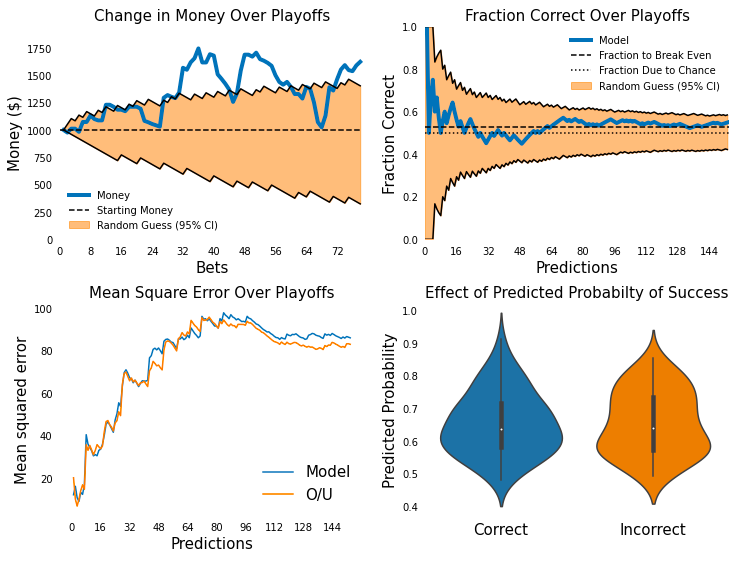 Change in Money Over Playoffs
Money ($)
1750
1500
1250
1000
750
500
250
0
Money
Starting Money
Random Guess (95% CI)
0 8 16 24 32 40 48 56 64 72
Bets
Fraction Correct Over Playoffs
Fraction Correct
1.0
0.8
0.6
0.4
0.2
0.0
Model
Fraction to Break Even
Fraction Due to Chance
Random Guess (95% CI)
0 16 32 48 64 80 96 112 128 144
Predictions
Mean Square Error Over Playoffs
Mean squared error
100
80
60
40
20
Model
O/U
0 16 32 48 64 80 96 112 128 144
Predictions
Effect of Predicted Probabilty of Success
Predicted Probability
1.0
0.9
0.8
0.7
0.6
0.5
0.4
Correct Incorrect